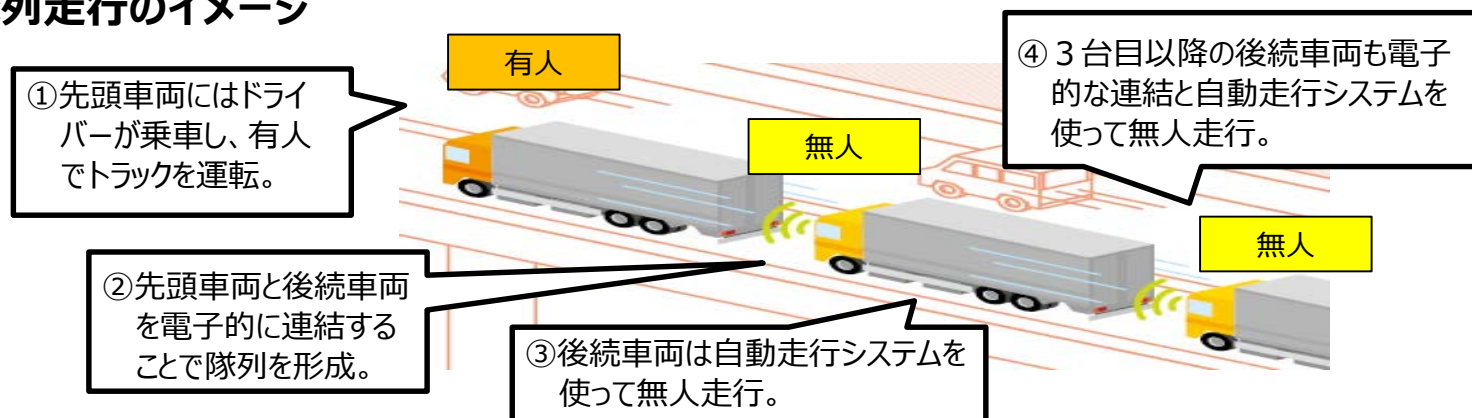 列走行のイメージ
有人
①先頭車両にはドライ
バーが乗車し、有人
でトラックを運転。
無人
④３台目以降の後続車両も電子
的な連結と自動走行システムを
使って無人走行。
無人
②先頭車両と後続車両
を電子的に連結する
ことで隊列を形成。
③後続車両は自動走行システムを
使って無人走行。